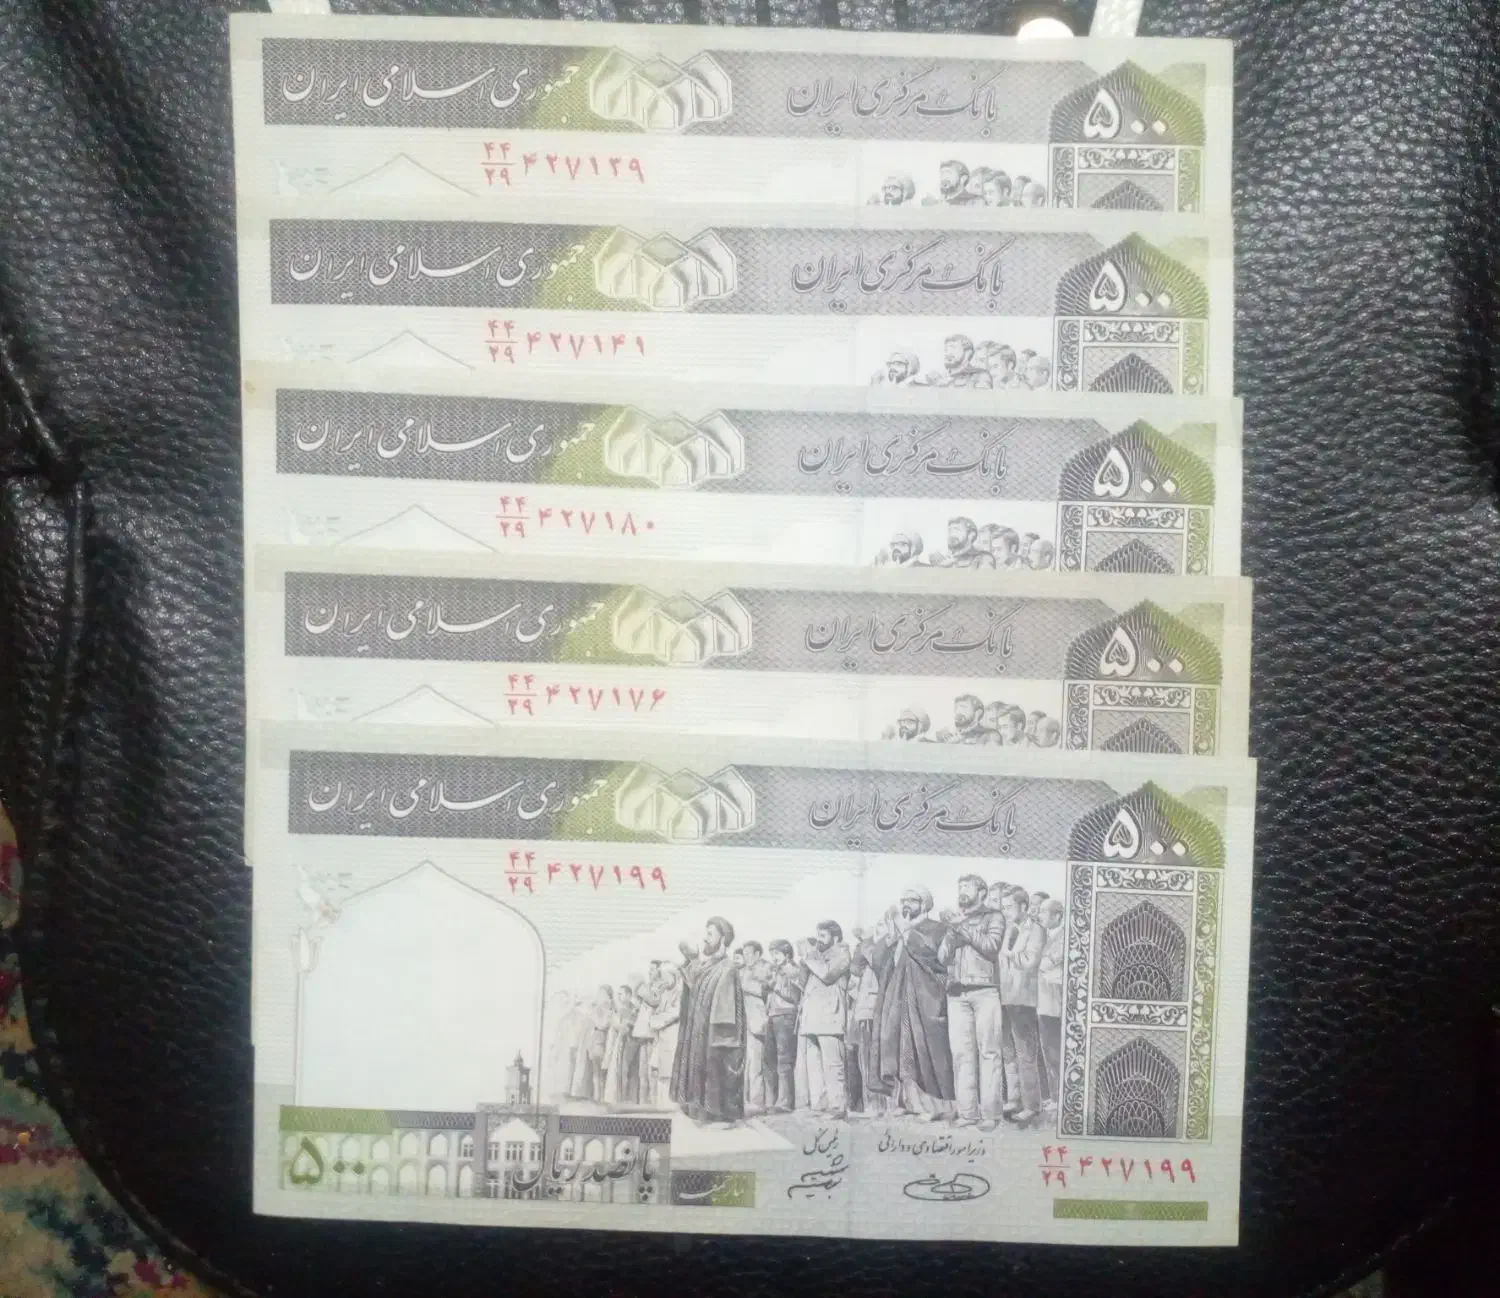 جمهوری اسلامی ایران
بانک مرکزی ایران
۵۰۰
۴۴/۲۹ ۴۲۷۱۳۹
جمهوری اسلامی ایران
بانک مرکزی ایران
۵۰۰
۴۴/۲۹ ۴۲۷۱۴۱
جمهوری اسلامی ایران
بانک مرکزی ایران
۵۰۰
۴۴/۲۹ ۴۲۷۱۸۰
جمهوری اسلامی ایران
بانک مرکزی ایران
۵۰۰
۴۴/۲۹ ۴۲۷۱۷۶
جمهوری اسلامی ایران
بانک مرکزی ایران
۵۰۰
۴۴/۲۹ ۴۲۷۱۹۹
رئیس کل
وزیر امور اقتصادی و دارائی
۴۴/۲۹ ۴۲۷۱۹۹
۵۰۰
پانصد ریال